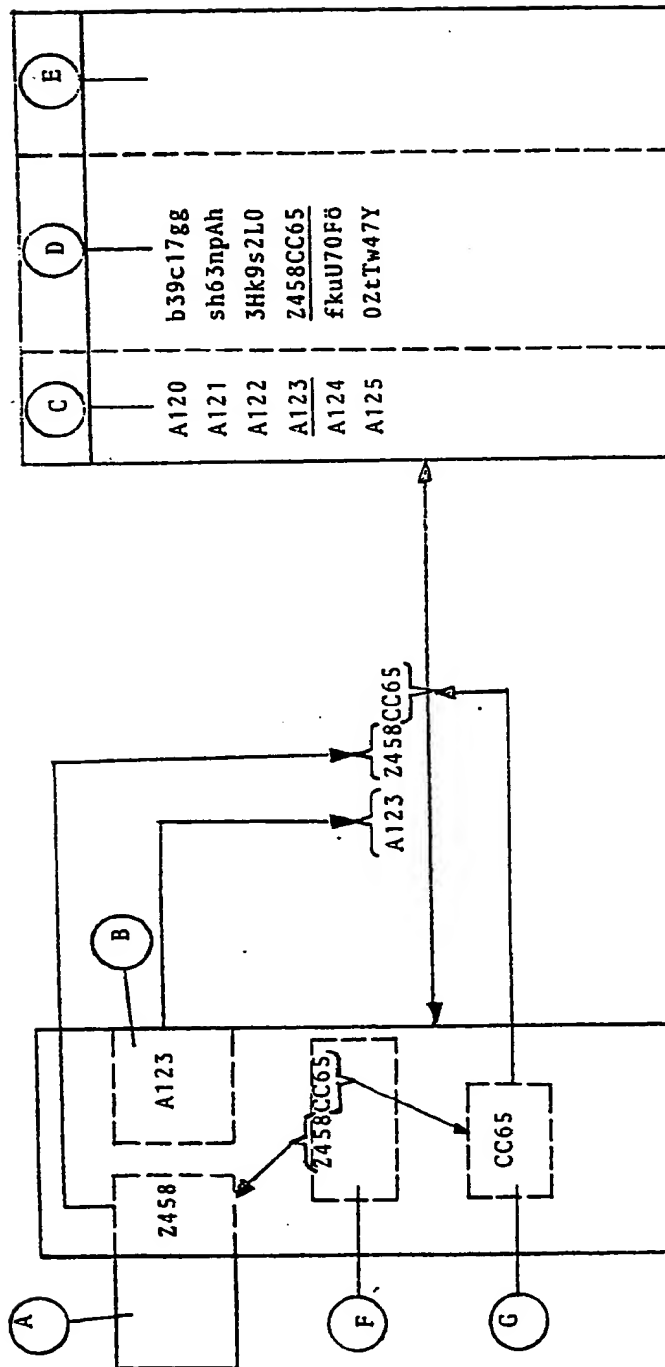 A
B
Z458
A123
F
Z458CC65
G
CC65
A123 Z458CC65
C D E
A120 b39c17gg
A121 sh63npAh
A122 3Hk9s2L0
A123 Z458CC65
A124 fkuU70Fö
A125 0ZtTw47Y